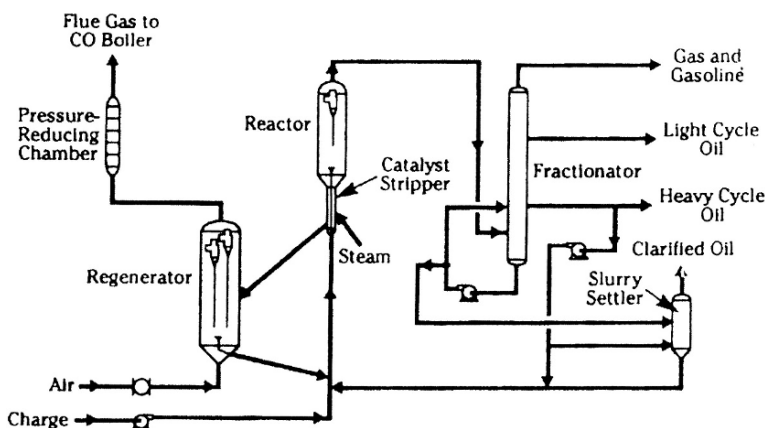 Flue Gas to
CO Boiler
Pressure-
Reducing
Chamber
Reactor
Catalyst
Stripper
Steam
Regenerator
Air
Charge
Gas and
Gasoline
Light Cycle
Oil
Fractionator
Heavy Cycle
Oil
Clarified Oil
Slurry
Settler